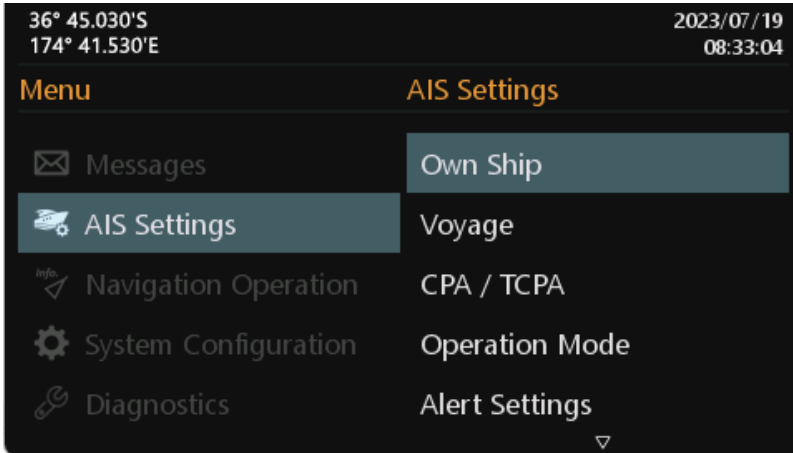 36° 45.030'S
174° 41.530'E
2023/07/19
08:33:04
Menu
Messages
AIS Settings
Info.
Navigation Operation
System Configuration
Diagnostics
AIS Settings
Own Ship
Voyage
CPA / TCPA
Operation Mode
Alert Settings